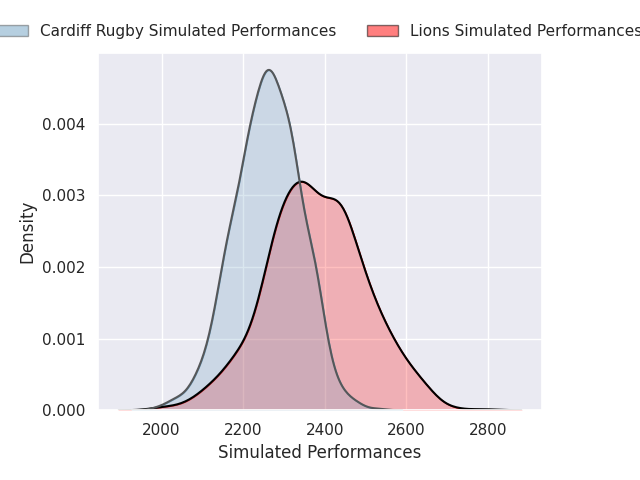 Cardiff Rugby Simulated Performances Lions Simulated Performances
0.004
0.003
0.002
0.001
0.000
Density
2000 2200 2400 2600 2800
Simulated Performances